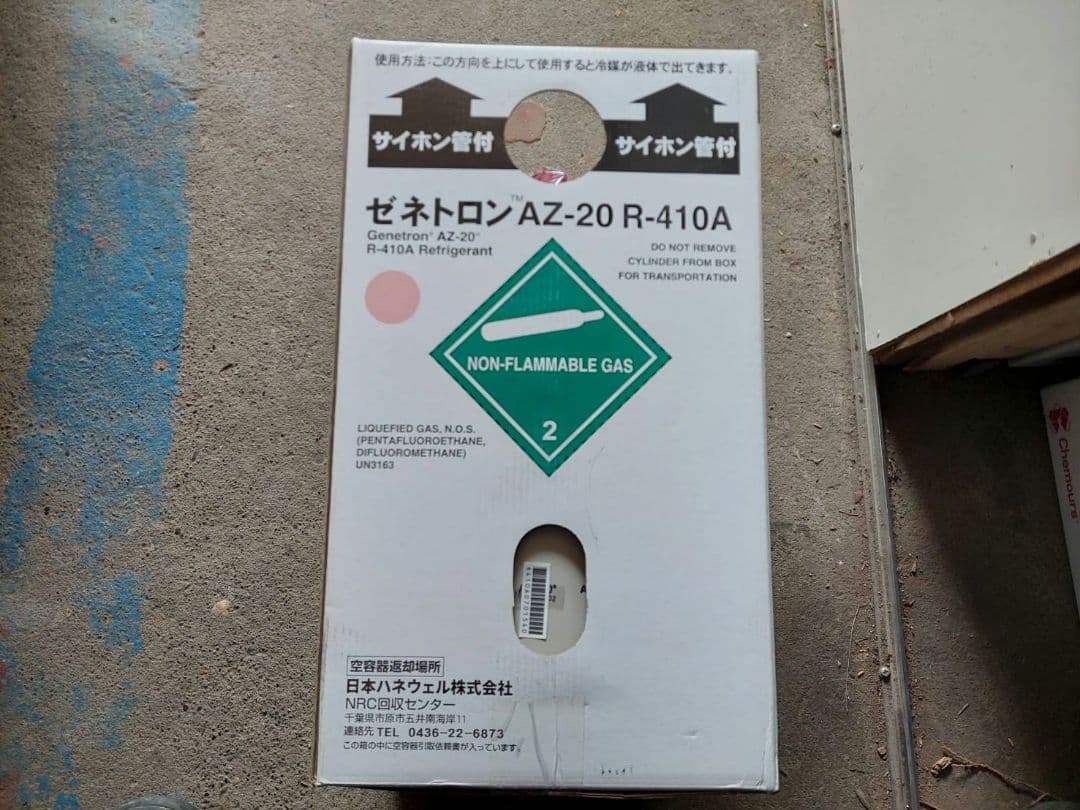 使用方法:この方向を上にして使用すると冷媒が液体で出てきます。
サイホン管付
サイホン管付
ゼネトロン™AZ-20 R-410A
Genetron® AZ-20®
R-410A Refrigerant
DO NOT REMOVE
CYLINDER FROM BOX
FOR TRANSPORTATION
NON-FLAMMABLE GAS
2
LIQUEFIED GAS, N.O.S.
(PENTAFLUOROETHANE,
DIFLUOROMETHANE)
UN3163
Chemours
空容器返却場所
日本ハネウェル株式会社
NRC回収センター
千葉県市原市五井南海岸11
連絡先 TEL 0436-22-6873
この箱の中に空容器引取依頼書が入っています。